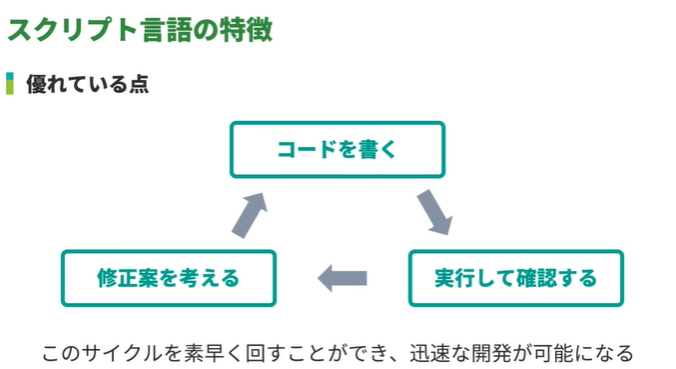 スクリプト言語の特徴
優れている点
コードを書く
実行して確認する
修正案を考える
このサイクルを素早く回すことができ、迅速な開発が可能になる